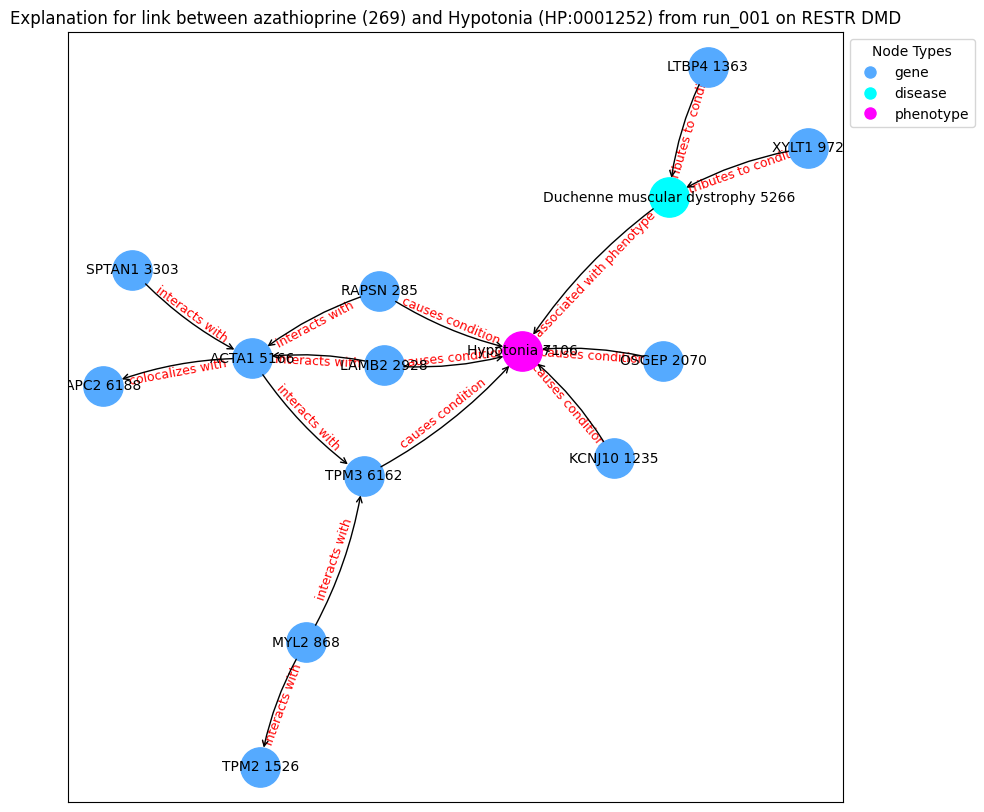 Explanation for link between azathioprine (269) and Hypotonia (HP:0001252) from run_001 on RESTR DMD
Node Types
gene
disease
phenotype
LTBP4 1363
XYLT1 972
Duchenne muscular dystrophy 5266
SPTAN1 3303
RAPSN 285
ACTA1 5166
LAMB2 2928
Hypotonia 7106
OSGEP 2070
APC2 6188
KCNJ10 1235
TPM3 6162
MYL2 868
TPM2 1526
ributes to condi
tributes to condi
associated with phenotype
interacts with
interacts with
causes condition
interacts with
causes condition
causes condition
colocalizes with
interacts with
causes condition
causes condition
interacts with
interacts with